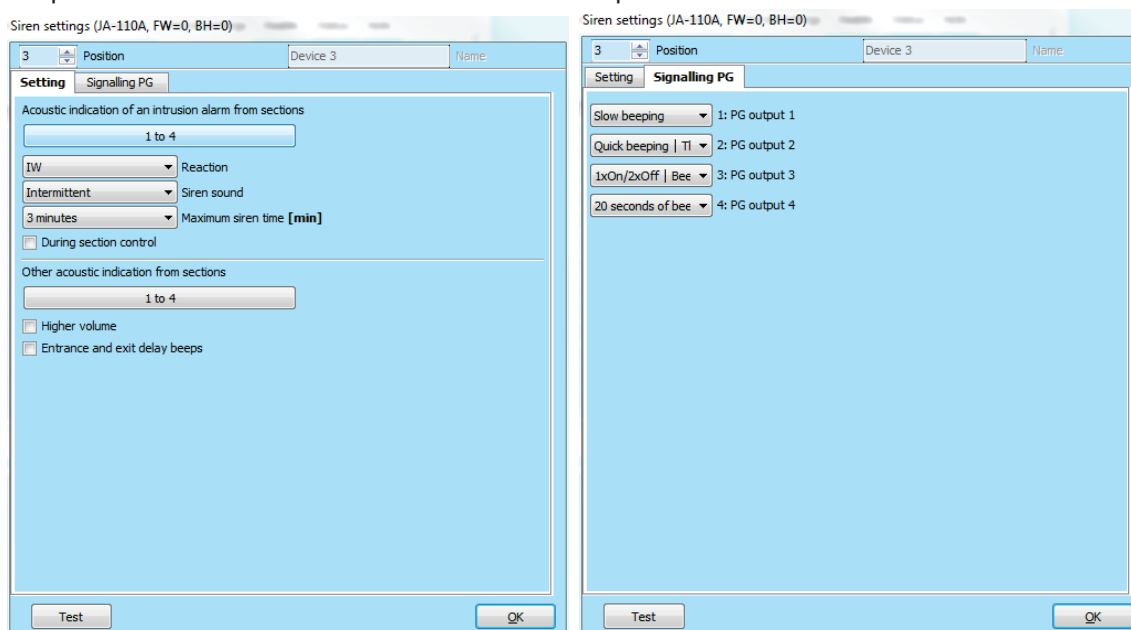 Siren settings (JA-110A, FW=0, BH=0)
3 Position Device 3 Name
Setting Signalling PG
Acoustic indication of an intrusion alarm from sections
1 to 4
IW Reaction
Intermittent Siren sound
3 minutes Maximum siren time [min]
During section control
Other acoustic indication from sections
1 to 4
Higher volume
Entrance and exit delay beeps
Test OK
Siren settings (JA-110A, FW=0, BH=0)
3 Position Device 3 Name
Setting Signalling PG
Slow beeping 1: PG output 1
Quick beeping | Tl 2: PG output 2
1xOn/2xOff | Bee 3: PG output 3
20 seconds of bee 4: PG output 4
Test OK